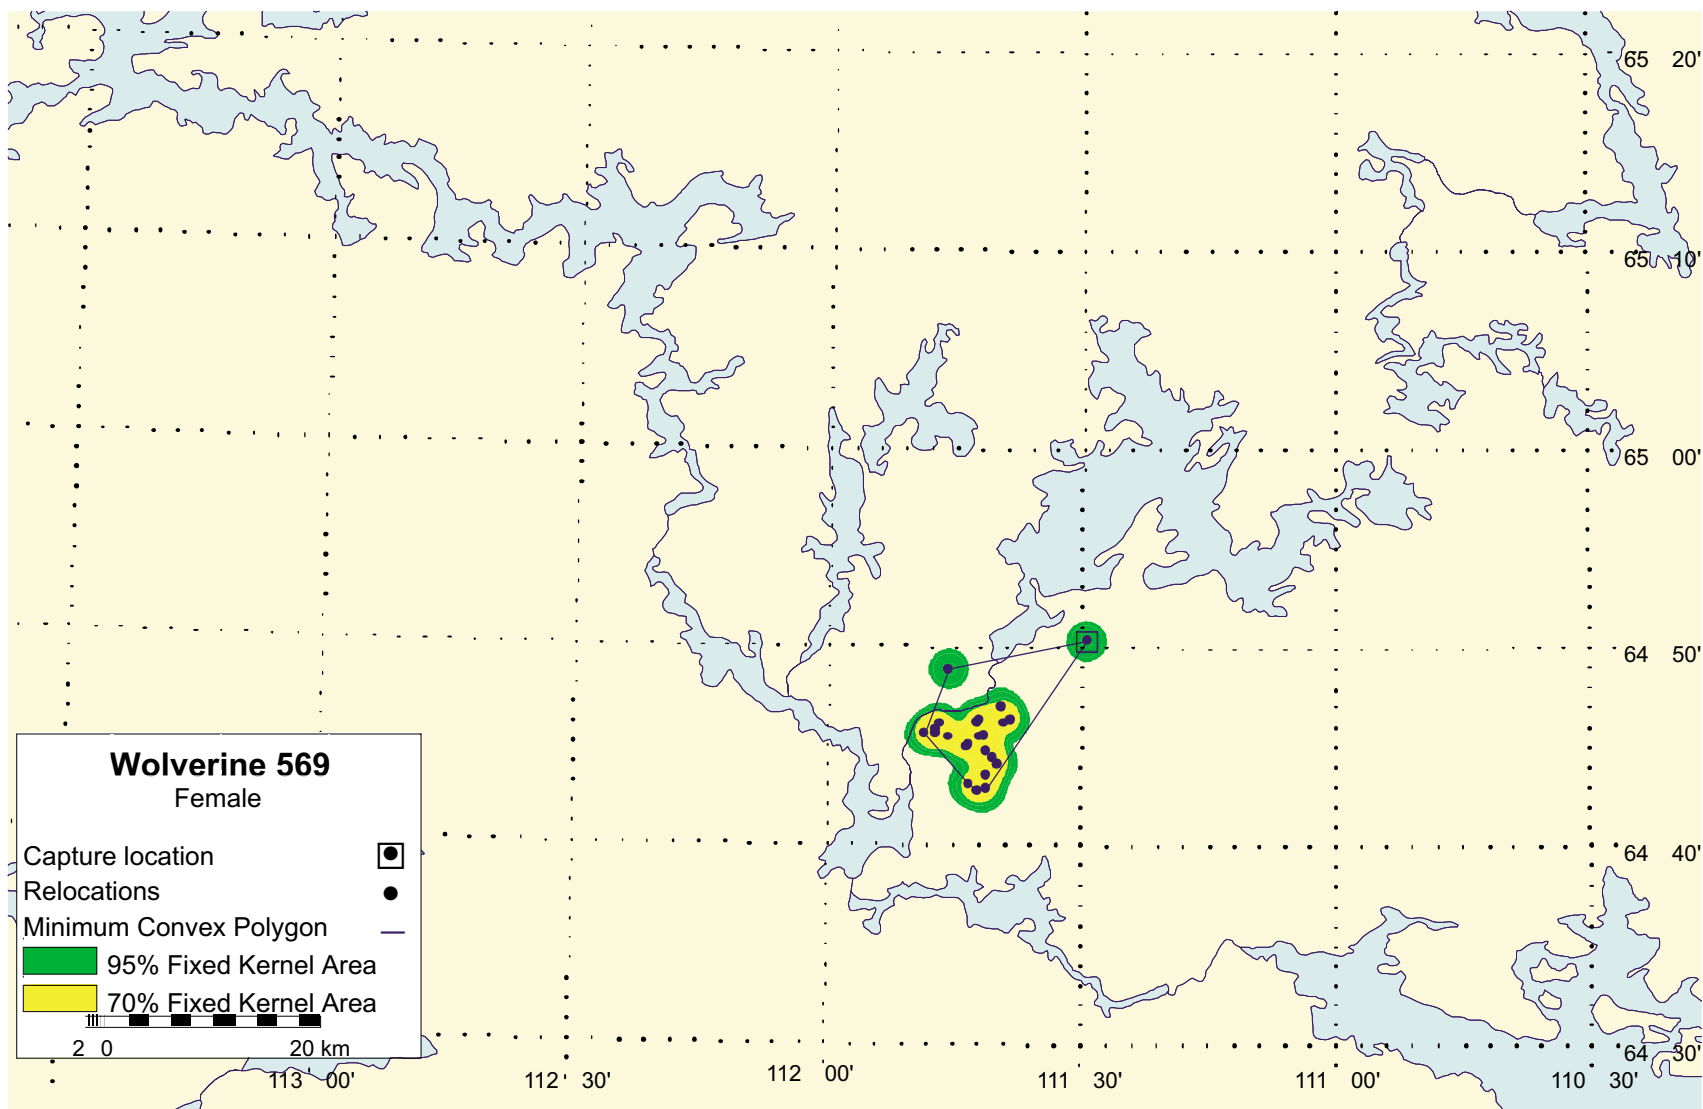 65 20'
65 10'
65 00'
64 50'
64 40'
64 30'
Wolverine 569
Female
Capture location
Relocations
Minimum Convex Polygon
95% Fixed Kernel Area
70% Fixed Kernel Area
2 0 20 km
113 00' 112 30' 112 00' 111 30' 111 00' 110 30'